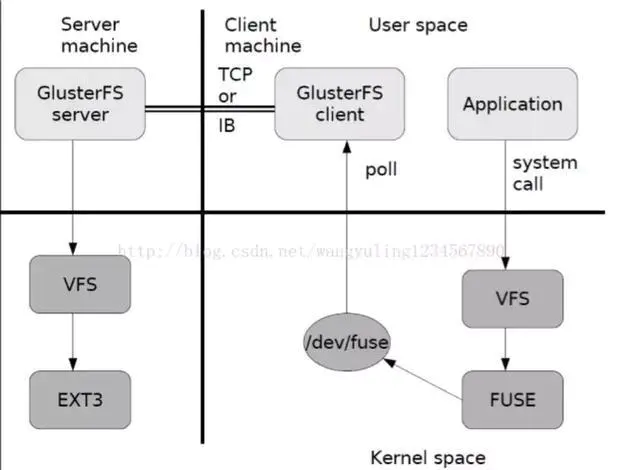 Server
machine
Client
machine
User space
GlusterFS
server
TCP
or
IB
GlusterFS
client
Application
poll
system
call
http://blog.csdn.net/wangyuling1234567890
VFS
VFS
/dev/fuse
EXT3
FUSE
Kernel space